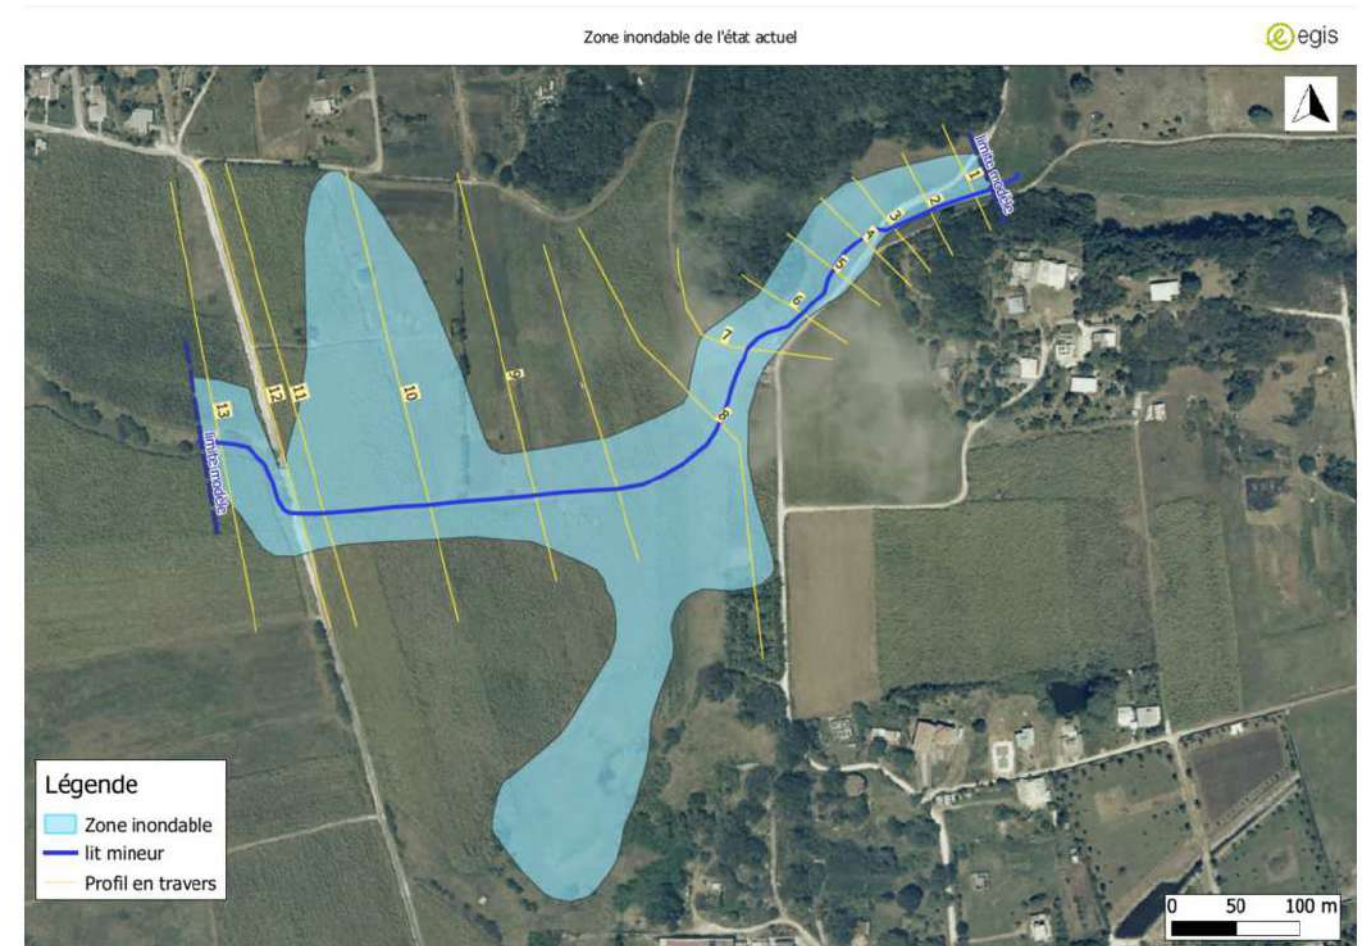 Zone inondable de l'état actuel
egis
limite modèle
1
2
3
4
5
6
7
8
9
10
11
12
13
limite modèle
Légende
Zone inondable
lit mineur
Profil en travers
0 50 100 m